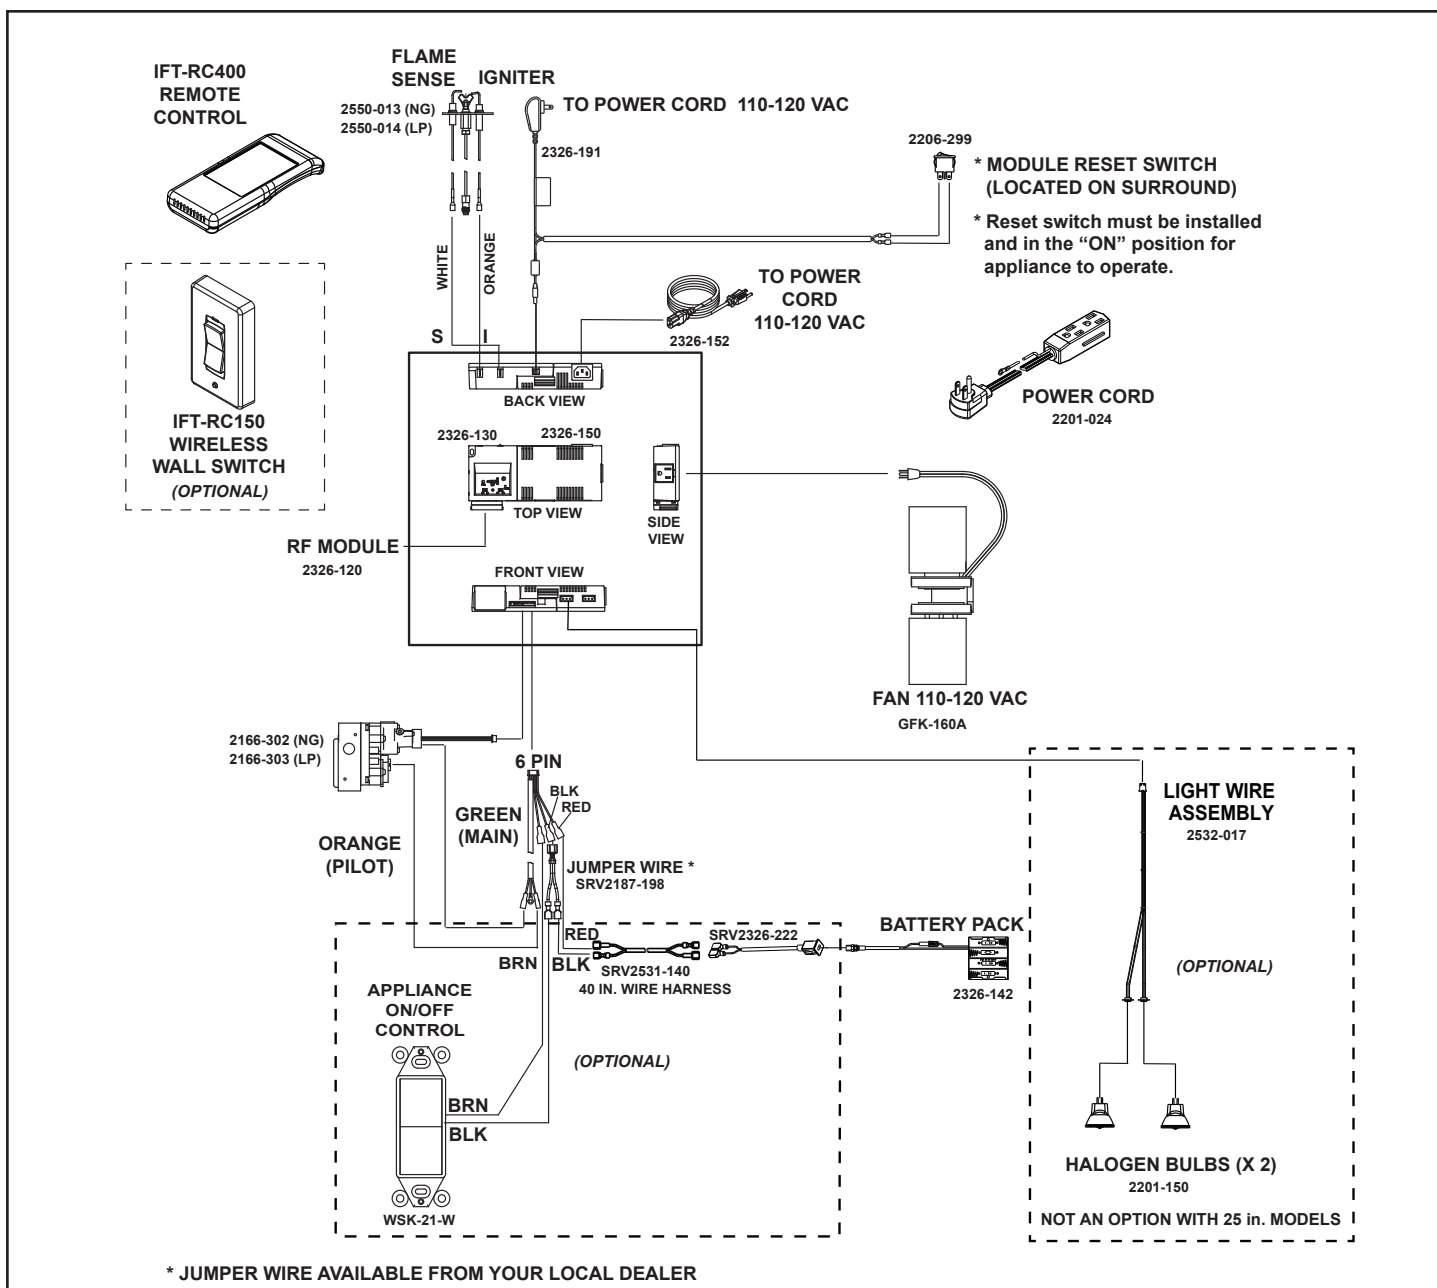 IFT-RC400
REMOTE
CONTROL
FLAME
SENSE
IGNITER
2550-013 (NG)
2550-014 (LP)
TO POWER CORD 110-120 VAC
2326-191
2206-299
* MODULE RESET SWITCH
(LOCATED ON SURROUND)
* Reset switch must be installed
and in the “ON” position for
appliance to operate.
WHITE
ORANGE
S
I
TO POWER
CORD
110-120 VAC
2326-152
IFT-RC150
WIRELESS
WALL SWITCH
(OPTIONAL)
BACK VIEW
POWER CORD
2201-024
2326-130
2326-150
TOP VIEW
SIDE
VIEW
RF MODULE
2326-120
FRONT VIEW
FAN 110-120 VAC
GFK-160A
2166-302 (NG)
2166-303 (LP)
6 PIN
BLK
RED
GREEN
(MAIN)
ORANGE
(PILOT)
JUMPER WIRE *
SRV2187-198
LIGHT WIRE
ASSEMBLY
2532-017
RED
BRN
BLK
SRV2531-140
40 IN. WIRE HARNESS
SRV2326-222
BATTERY PACK
2326-142
(OPTIONAL)
APPLIANCE
ON/OFF
CONTROL
(OPTIONAL)
BRN
BLK
WSK-21-W
HALOGEN BULBS (X 2)
2201-150
NOT AN OPTION WITH 25 in. MODELS
* JUMPER WIRE AVAILABLE FROM YOUR LOCAL DEALER